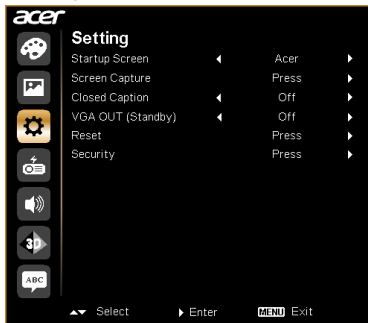 acer
Setting
Startup Screen Acer
Screen Capture Press
Closed Caption Off
VGA OUT (Standby) Off
Reset Press
Security Press
3D
ABC
Select Enter MENU Exit